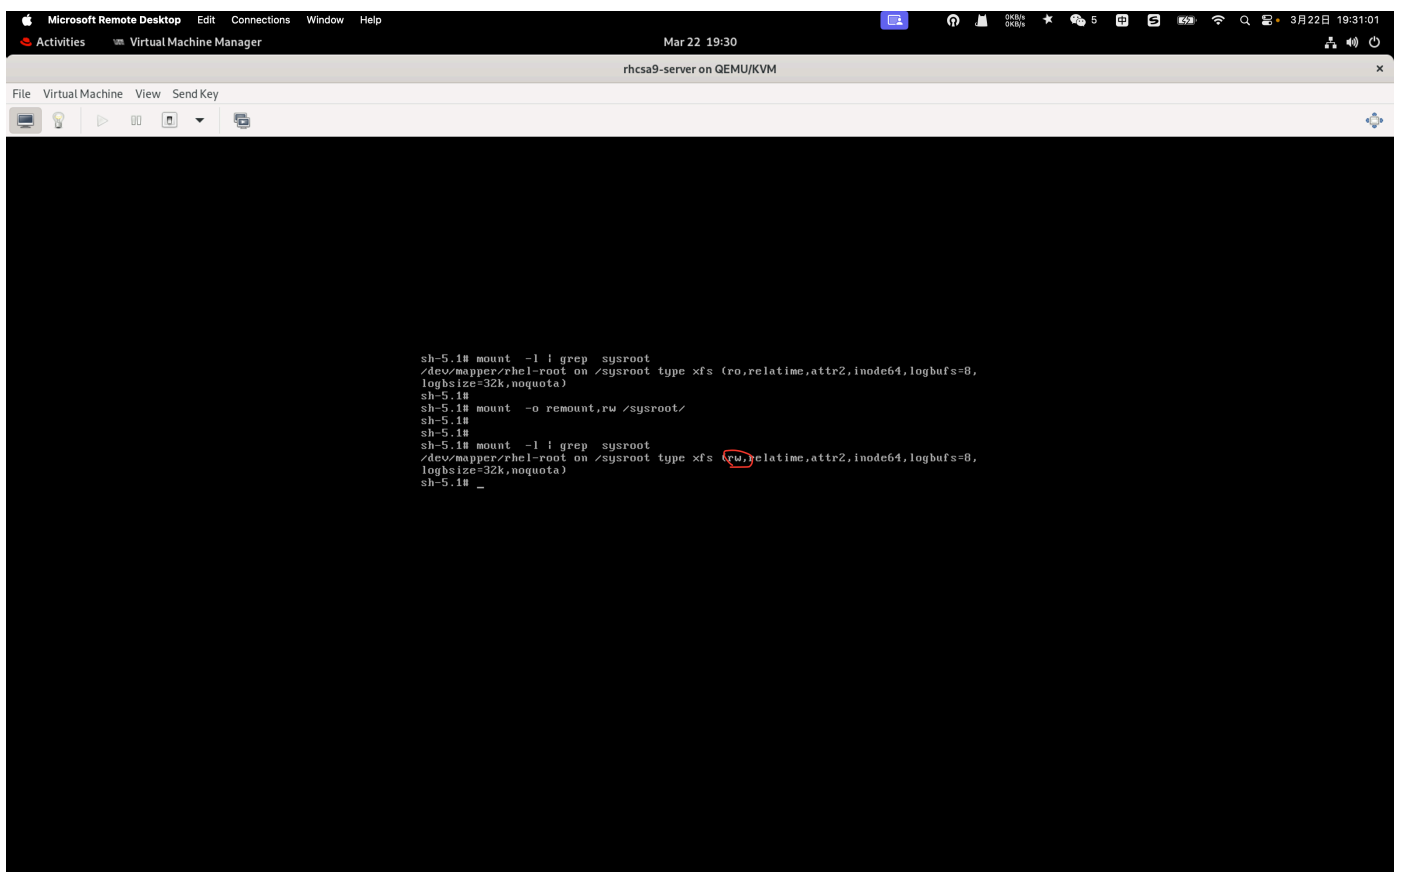 Microsoft Remote Desktop Edit Connections Window Help 0KB/s 0KB/s 5 中 3月22日 19:31:01
Activities Virtual Machine Manager Mar 22 19:30
rhcsa9-server on QEMU/KVM
File Virtual Machine View Send Key
sh-5.1# mount -l | grep sysroot
/dev/mapper/rhel-root on /sysroot type xfs (ro,relatime,attr2,inode64,logbufs=8,
logbsize=32k,noquota)
sh-5.1#
sh-5.1# mount -o remount,rw /sysroot/
sh-5.1#
sh-5.1#
sh-5.1# mount -l | grep sysroot
/dev/mapper/rhel-root on /sysroot type xfs (rw,relatime,attr2,inode64,logbufs=8,
logbsize=32k,noquota)
sh-5.1# _